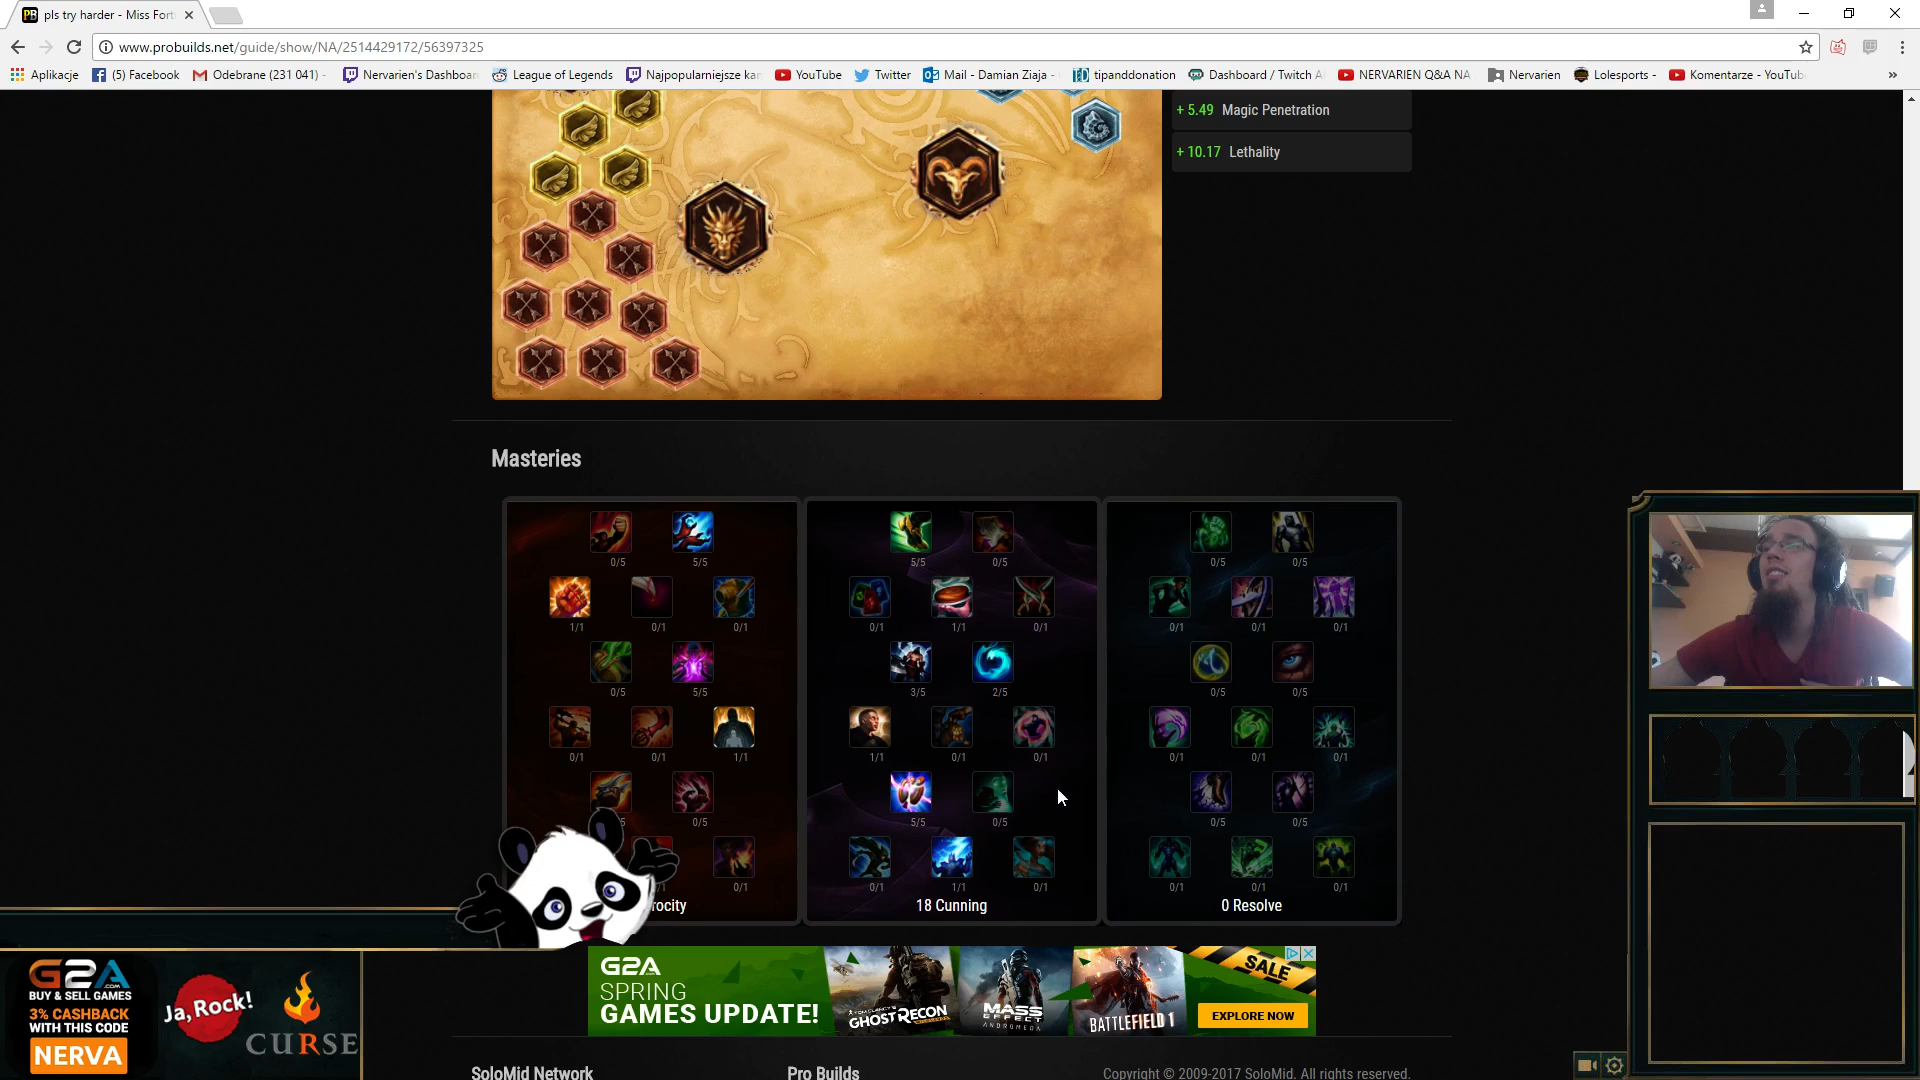 pls try harder - Miss Fort
www.probuilds.net/guide/show/NA/2514429172/56397325
Aplikacje
(5) Facebook
Odebrane (231 041) -
Nervarien's Dashboard
League of Legends
Najpopularniejsze kan
YouTube
Twitter
Mail - Damian Ziaja -
tipanddonation
Dashboard / Twitch A
NERVARIEN Q&A NA
Nervarien
Lolesports -
Komentarze - YouTub
»
+ 5.49 Magic Penetration
+ 10.17 Lethality
Masteries
0/5 5/5
5/5 0/5
0/5 0/5
1/1 0/1 0/1
0/1 1/1 0/1
0/1 0/1 0/1
0/5 5/5
3/5 2/5
0/5 0/5
0/1 0/1 1/1
1/1 0/1 0/1
0/1 0/1 0/1
5 0/5
5/5 0/5
0/5 0/5
/1 0/1
0/1 1/1 0/1
0/1 0/1 0/1
rocity
18 Cunning
0 Resolve
G2A
.COM
BUY & SELL GAMES
3% CASHBACK
WITH THIS CODE
NERVA
Ja, Rock!
CURSE
G2A
.com
SPRING
GAMES UPDATE!
GHOST RECON
MASS EFFECT
ANDROMEDA
BATTLEFIELD 1
SALE
EXPLORE NOW
SoloMid Network
Pro Builds
Copyright © 2009-2017 SoloMid. All rights reserved.